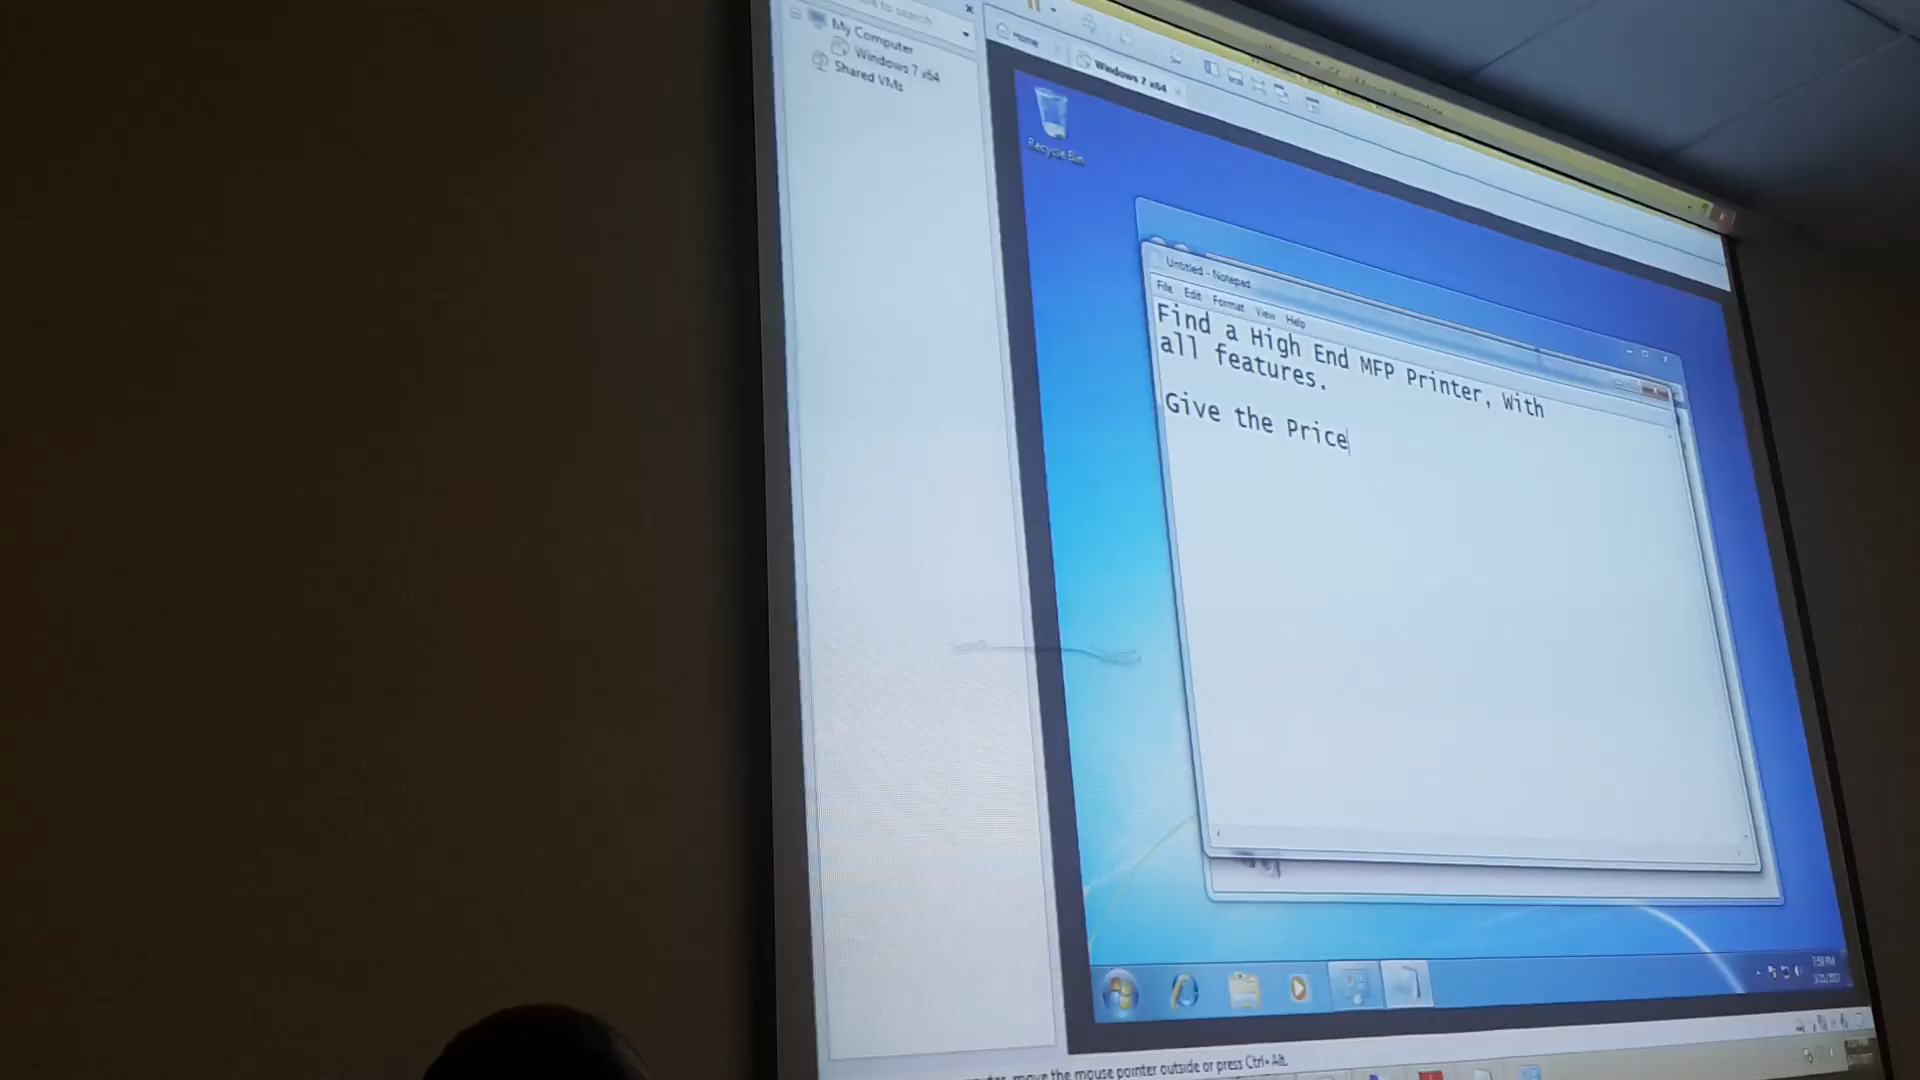 to search
My Computer
Windows 7 x64
Shared VMs
Home
Windows 7 x64
Recycle Bin
Untitled - Notepad
File Edit Format View Help
Find a High End MFP Printer, With
all features.
Give the Price
move the mouse pointer outside or press Ctrl+Alt.